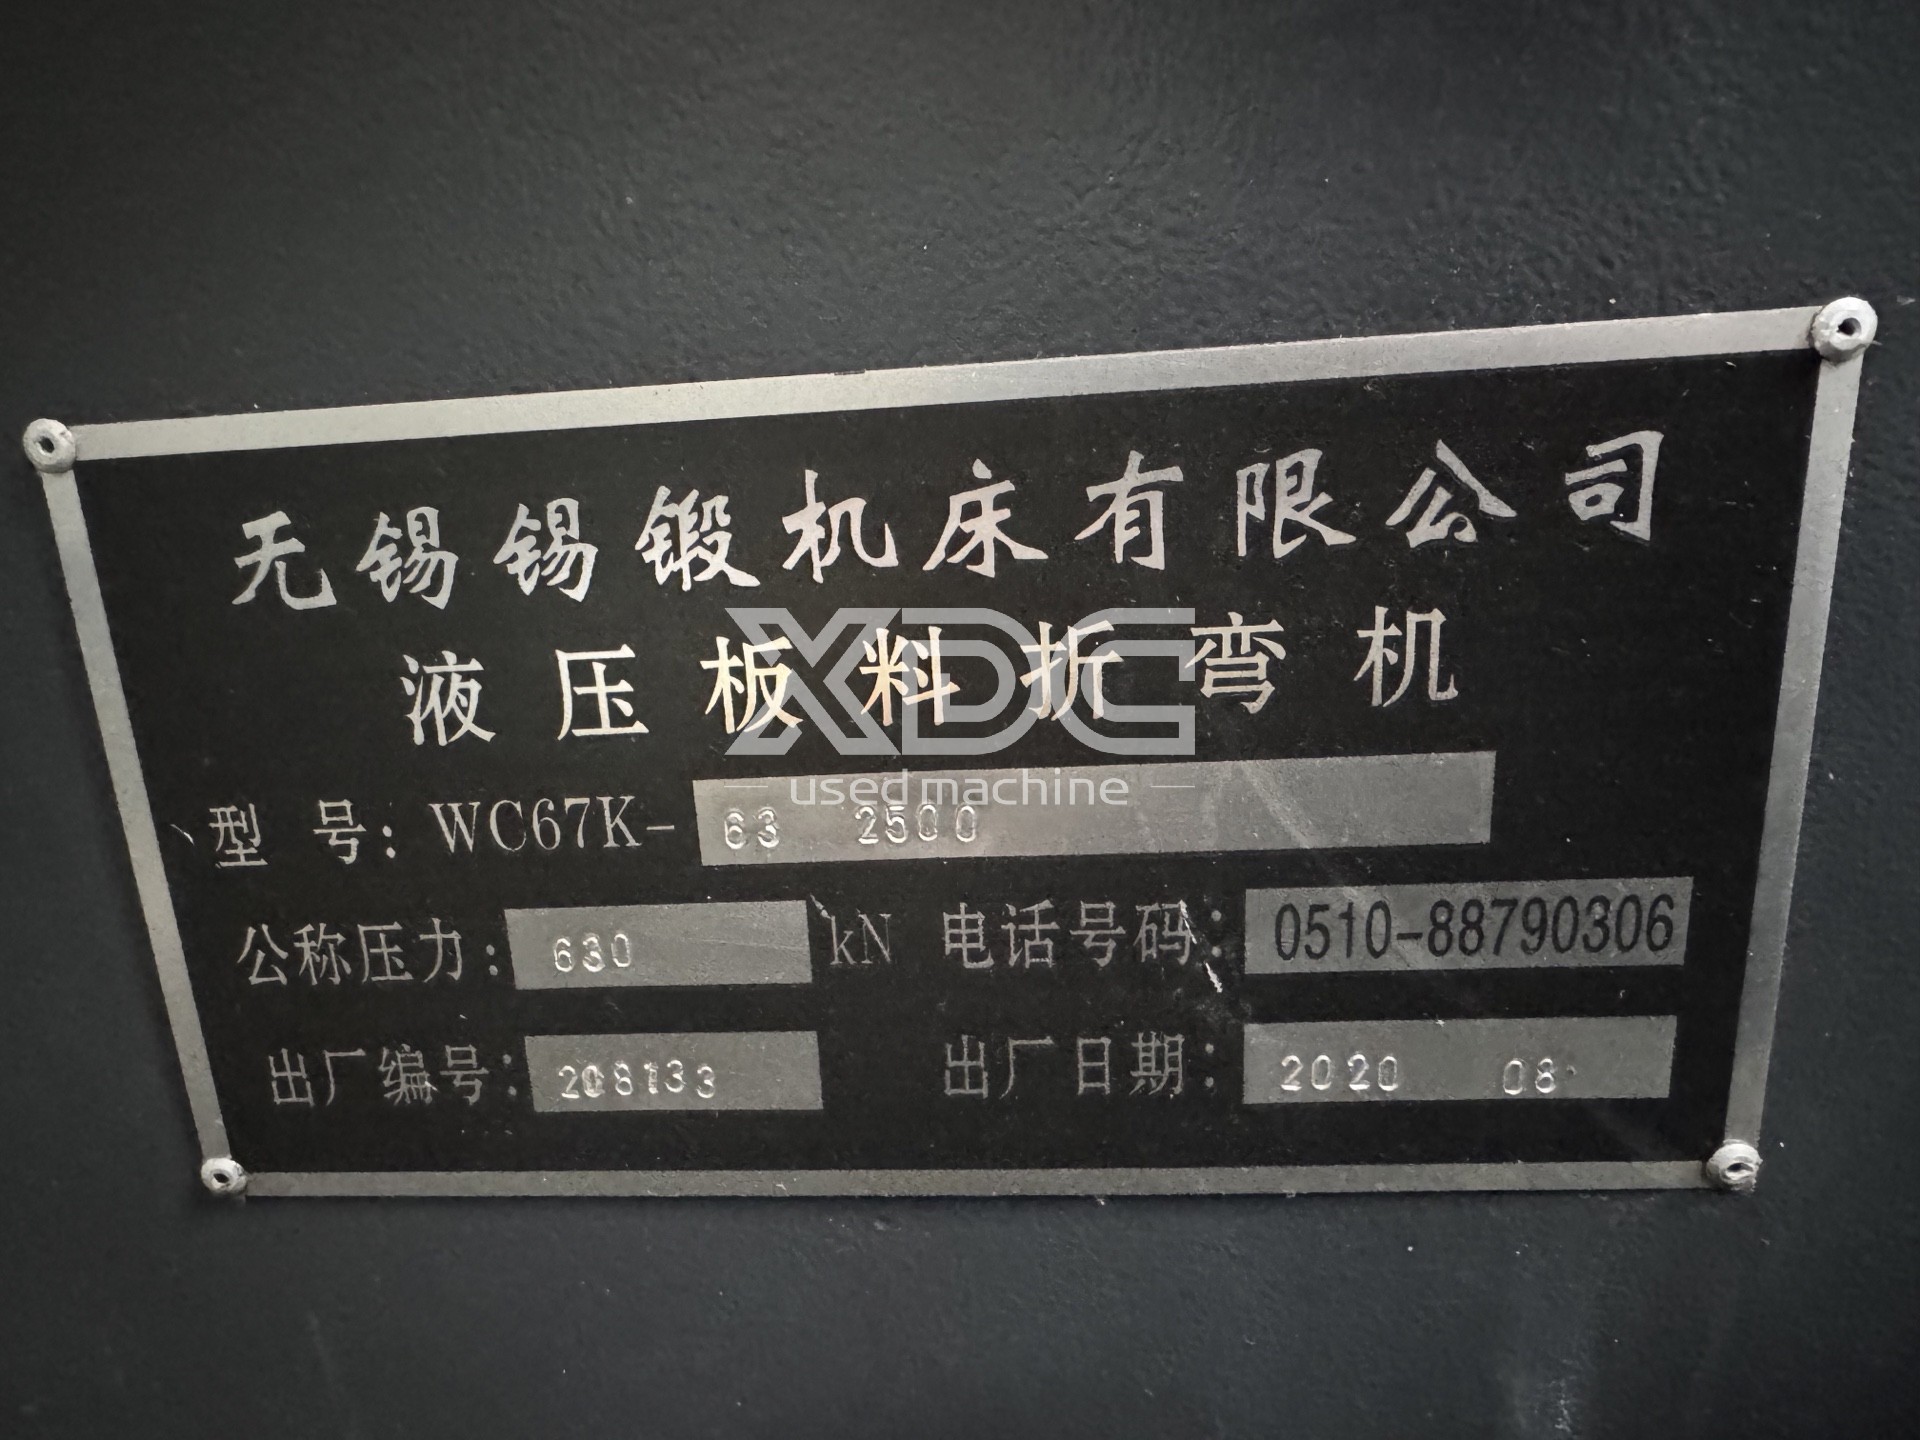 无锡锡锻机床有限公司
液压板料折弯机
XDC
used machine
型 号: WC67K- 63 2500
公称压力: 630 kN 电话号码: 0510-88790306
出厂编号: 208133 出厂日期: 2020 08